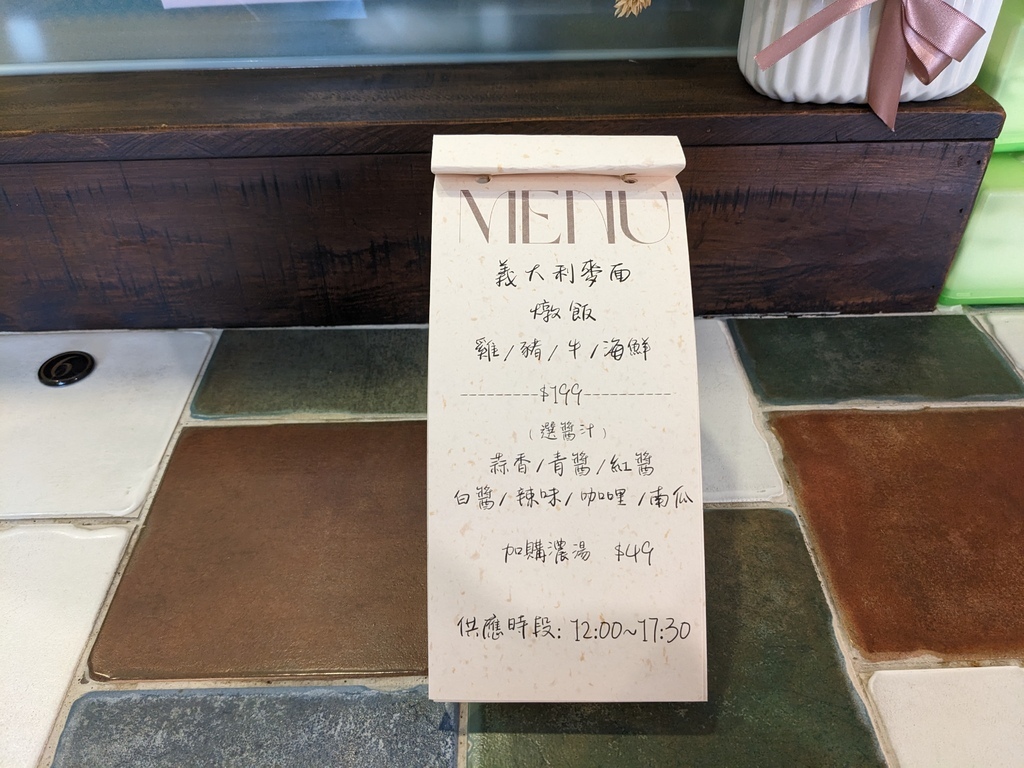 MENU
義大利麥面
燉飯
雞/豬/牛/海鮮
---------$199----------
(選醬汁)
蒜香/青醬/紅醬
白醬/辣味/咖哩/南瓜
加購濃湯 $49
供應時段: 12:00~17:30